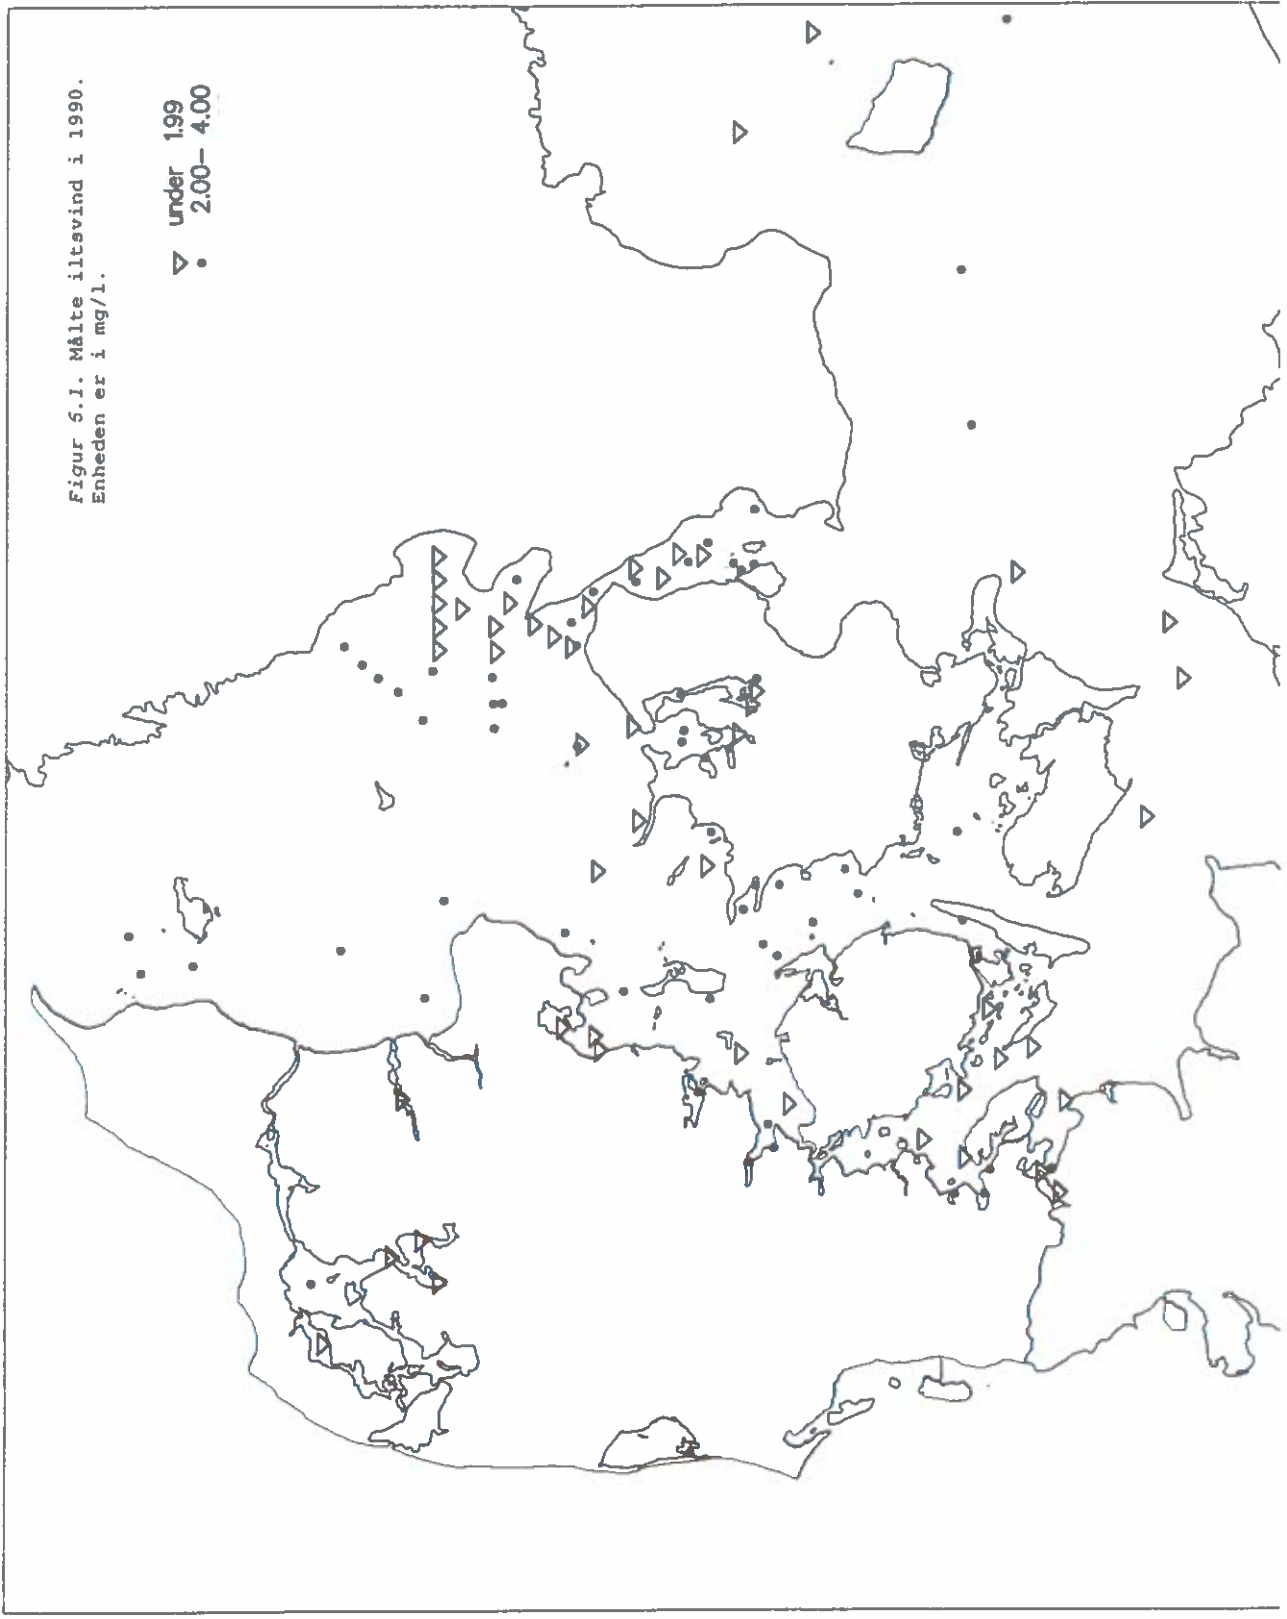 Figur 5.1. Målte iltsvind i 1990.
Enheden er i mg/l.
under 1.99
2.00– 4.00